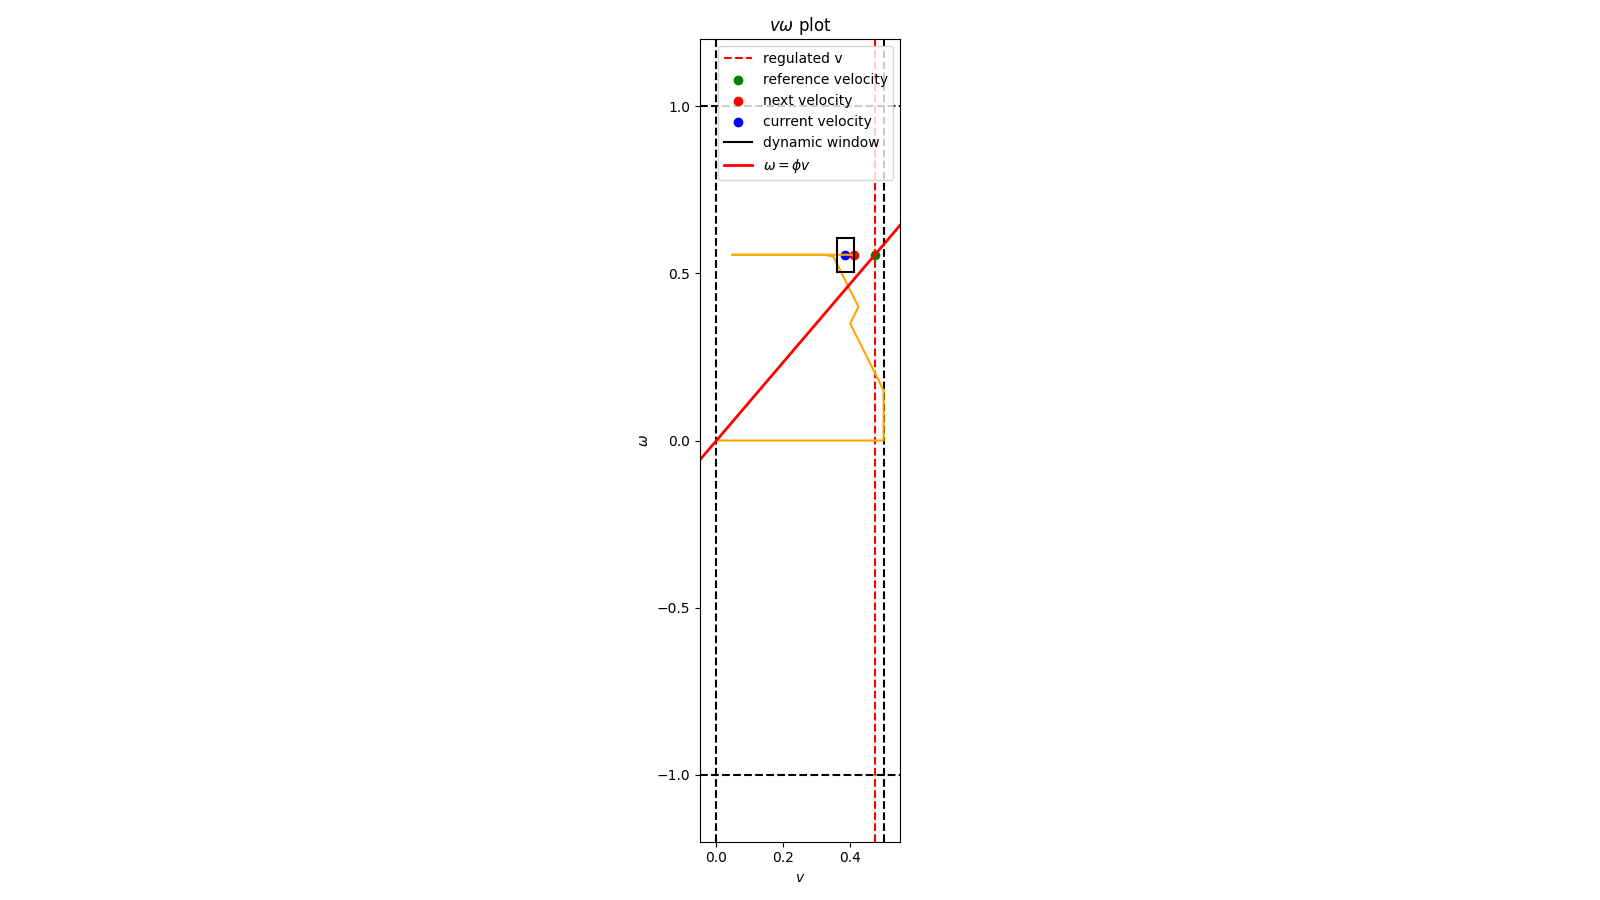 vω plot
regulated v
reference velocity
next velocity
current velocity
dynamic window
ω = ϕv
1.0
0.5
0.0
−0.5
−1.0
ω
0.0 0.2 0.4
v